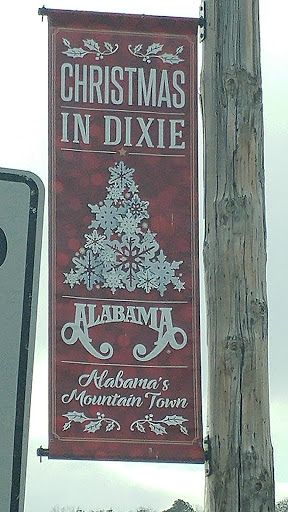 CHRISTMAS
IN DIXIE
ALABAMA
Alabama's
Mountain Town